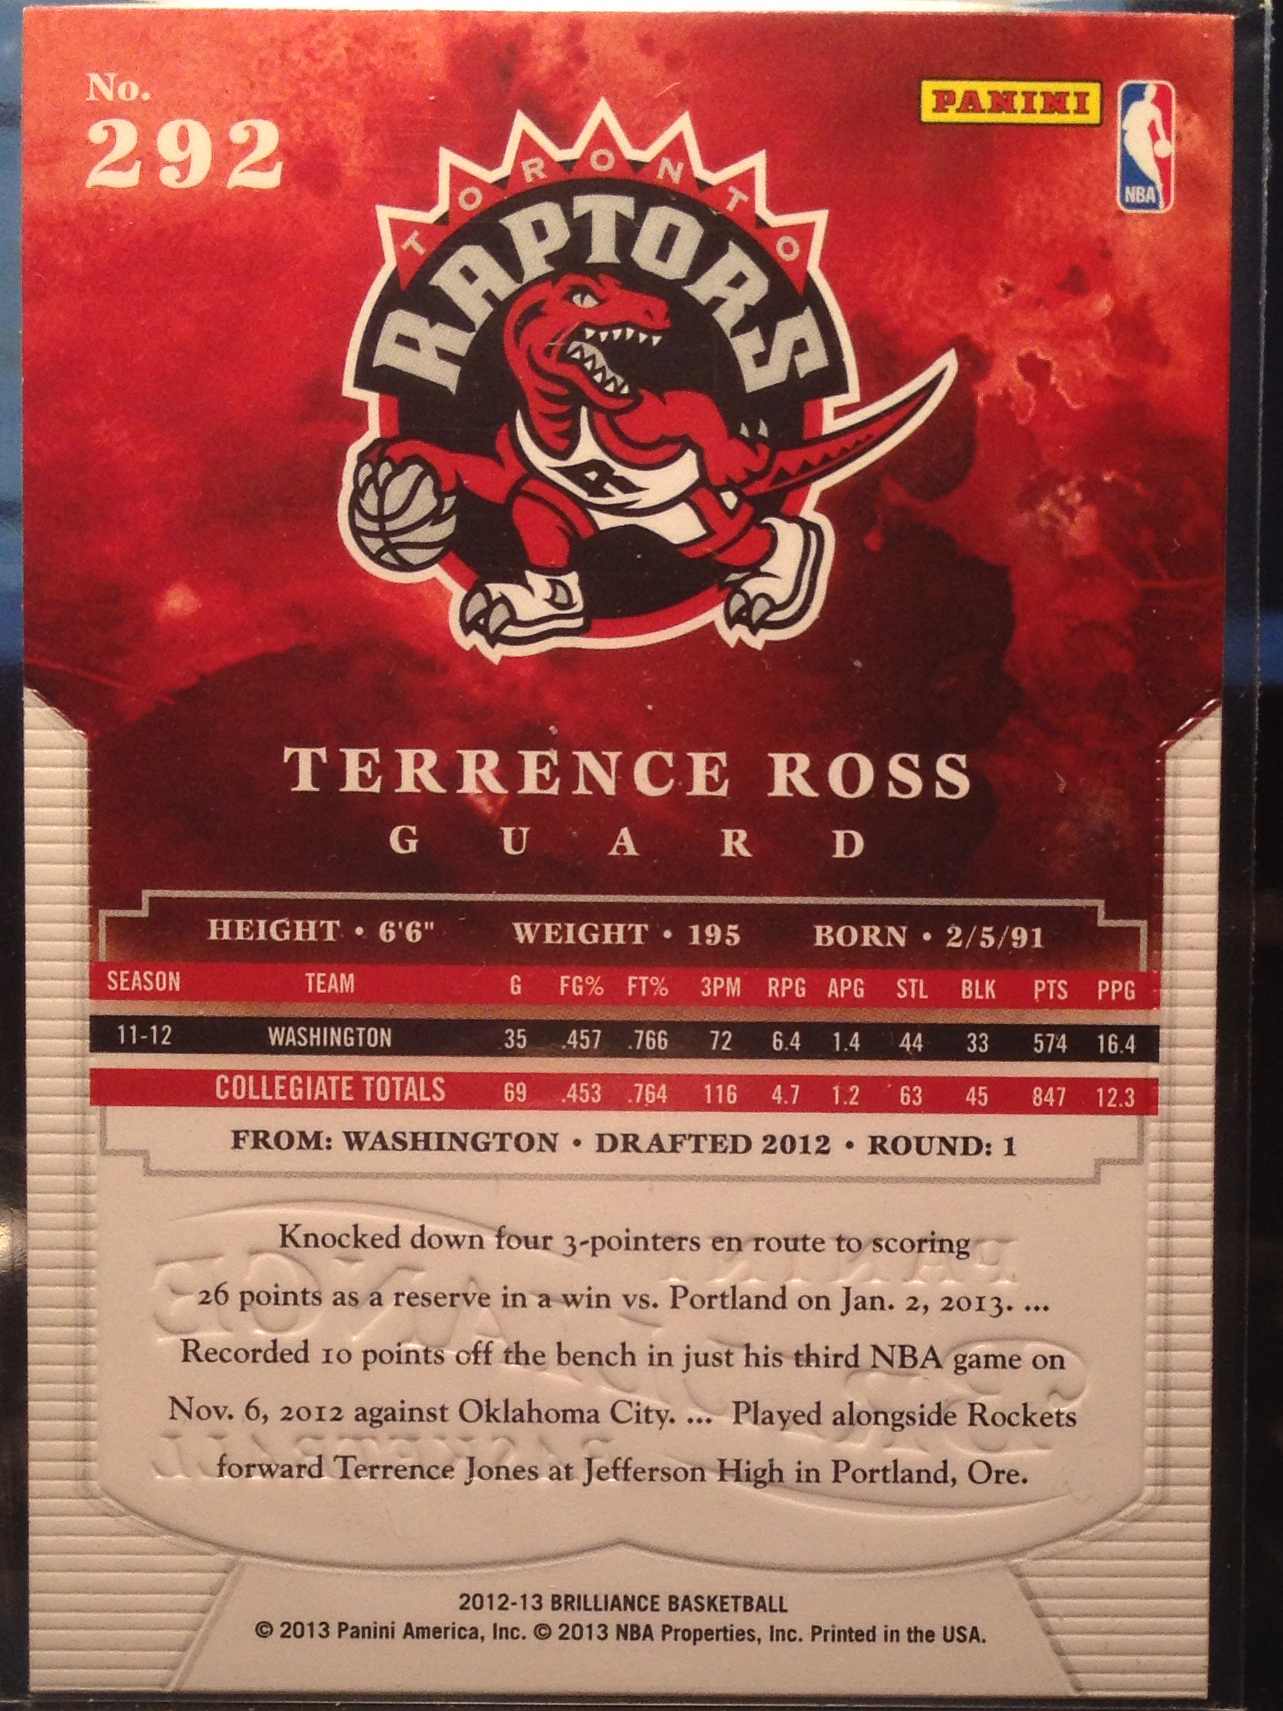 No.
292
PANINI
NBA
TORONTO
RAPTORS
TERRENCE ROSS
GUARD
HEIGHT • 6'6" WEIGHT • 195 BORN • 2/5/91
SEASON TEAM G FG% FT% 3PM RPG APG STL BLK PTS PPG
11-12 WASHINGTON 35 .457 .766 72 6.4 1.4 44 33 574 16.4
COLLEGIATE TOTALS 69 .453 .764 116 4.7 1.2 63 45 847 12.3
FROM: WASHINGTON • DRAFTED 2012 • ROUND: 1
Knocked down four 3-pointers en route to scoring
26 points as a reserve in a win vs. Portland on Jan. 2, 2013. ...
Recorded 10 points off the bench in just his third NBA game on
Nov. 6, 2012 against Oklahoma City. ... Played alongside Rockets
forward Terrence Jones at Jefferson High in Portland, Ore.
2012-13 BRILLIANCE BASKETBALL
© 2013 Panini America, Inc. © 2013 NBA Properties, Inc. Printed in the USA.